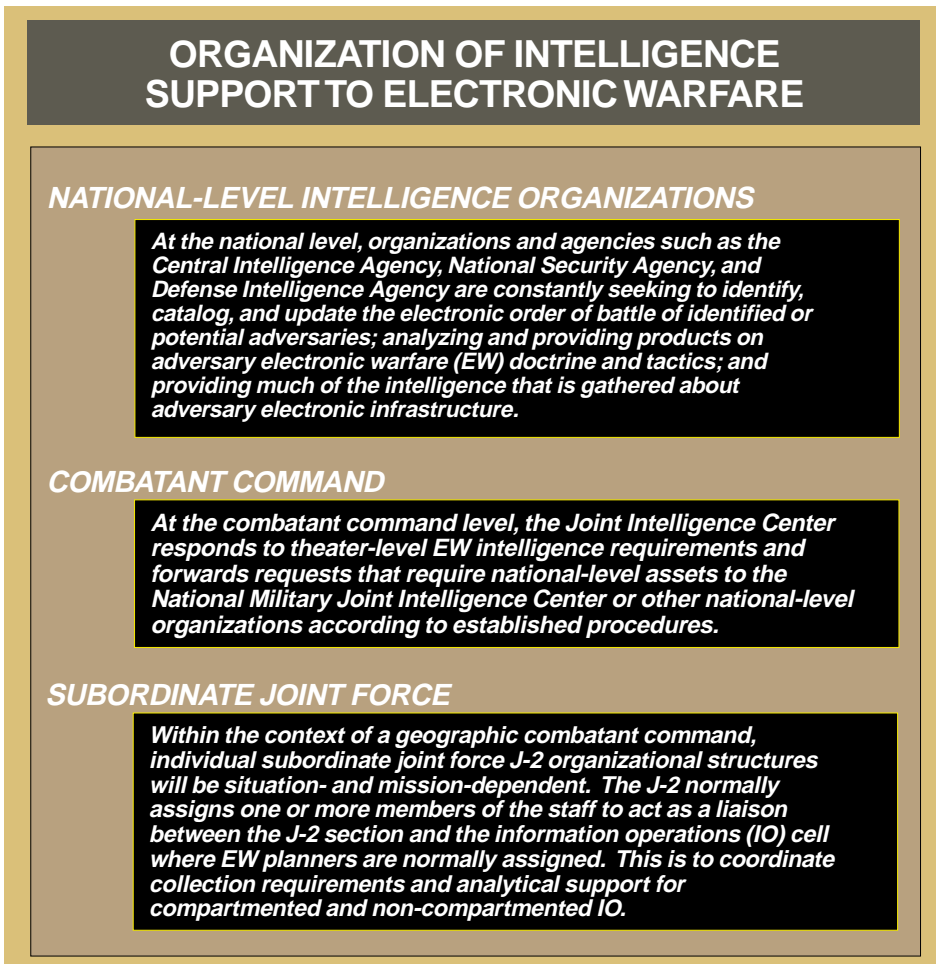 ORGANIZATION OF INTELLIGENCE
SUPPORT TO ELECTRONIC WARFARE
NATIONAL-LEVEL INTELLIGENCE ORGANIZATIONS
At the national level, organizations and agencies such as the
Central Intelligence Agency, National Security Agency, and
Defense Intelligence Agency are constantly seeking to identify,
catalog, and update the electronic order of battle of identified or
potential adversaries; analyzing and providing products on
adversary electronic warfare (EW) doctrine and tactics; and
providing much of the intelligence that is gathered about
adversary electronic infrastructure.
COMBATANT COMMAND
At the combatant command level, the Joint Intelligence Center
responds to theater-level EW intelligence requirements and
forwards requests that require national-level assets to the
National Military Joint Intelligence Center or other national-level
organizations according to established procedures.
SUBORDINATE JOINT FORCE
Within the context of a geographic combatant command,
individual subordinate joint force J-2 organizational structures
will be situation- and mission-dependent. The J-2 normally
assigns one or more members of the staff to act as a liaison
between the J-2 section and the information operations (IO) cell
where EW planners are normally assigned. This is to coordinate
collection requirements and analytical support for
compartmented and non-compartmented IO.